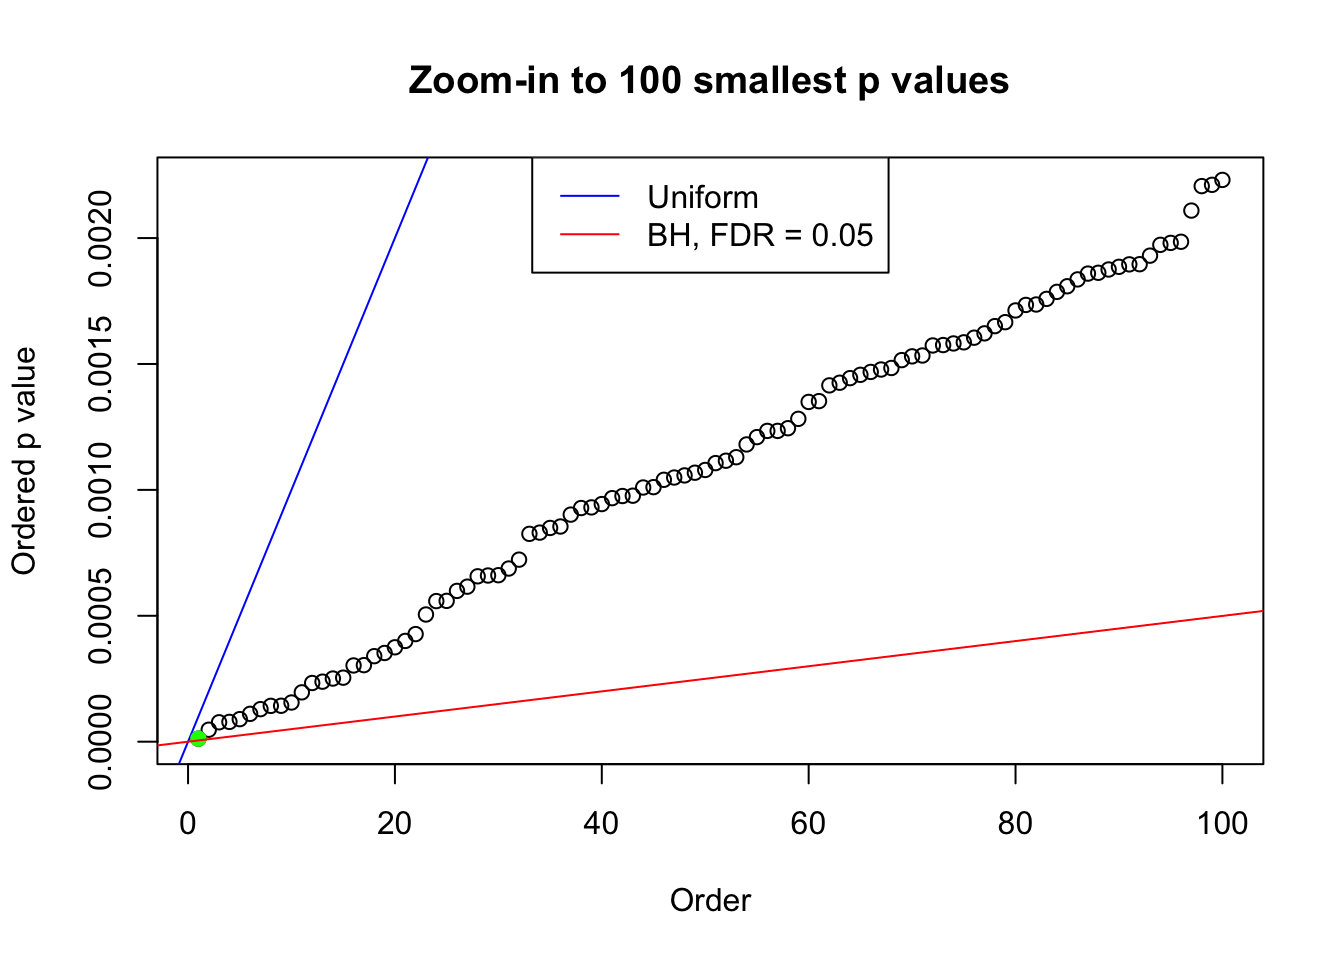 Zoom-in to 100 smallest p values
Uniform
BH, FDR = 0.05
Ordered p value
0.0020
0.0015
0.0010
0.0005
0.0000
0 20 40 60 80 100
Order